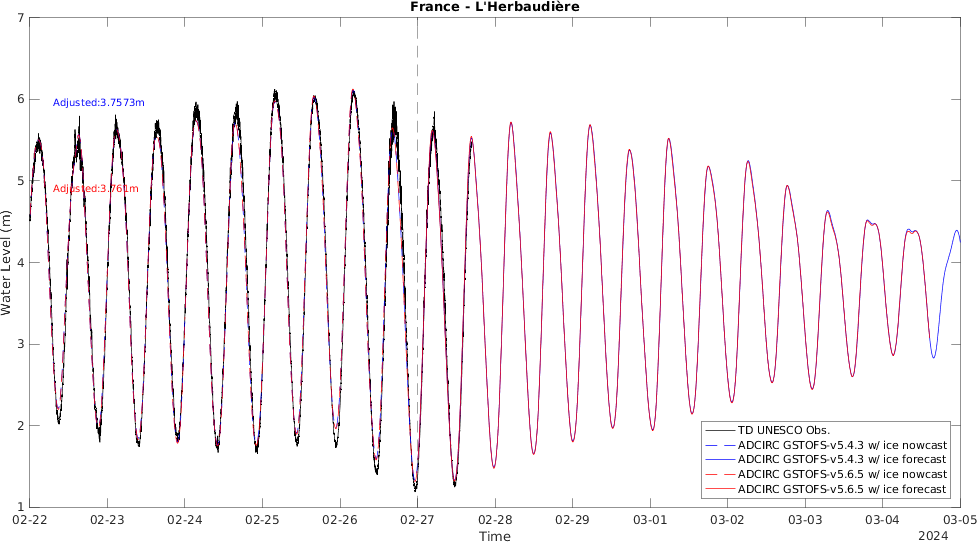 France - L'Herbaudière
7
6
5
4
3
2
1
Water Level (m)
Adjusted:3.7573m
Adjusted:3.761m
TD UNESCO Obs.
ADCIRC GSTOFS-v5.4.3 w/ ice nowcast
ADCIRC GSTOFS-v5.4.3 w/ ice forecast
ADCIRC GSTOFS-v5.6.5 w/ ice nowcast
ADCIRC GSTOFS-v5.6.5 w/ ice forecast
02-22 02-23 02-24 02-25 02-26 02-27 02-28 02-29 03-01 03-02 03-03 03-04 03-05
Time
2024